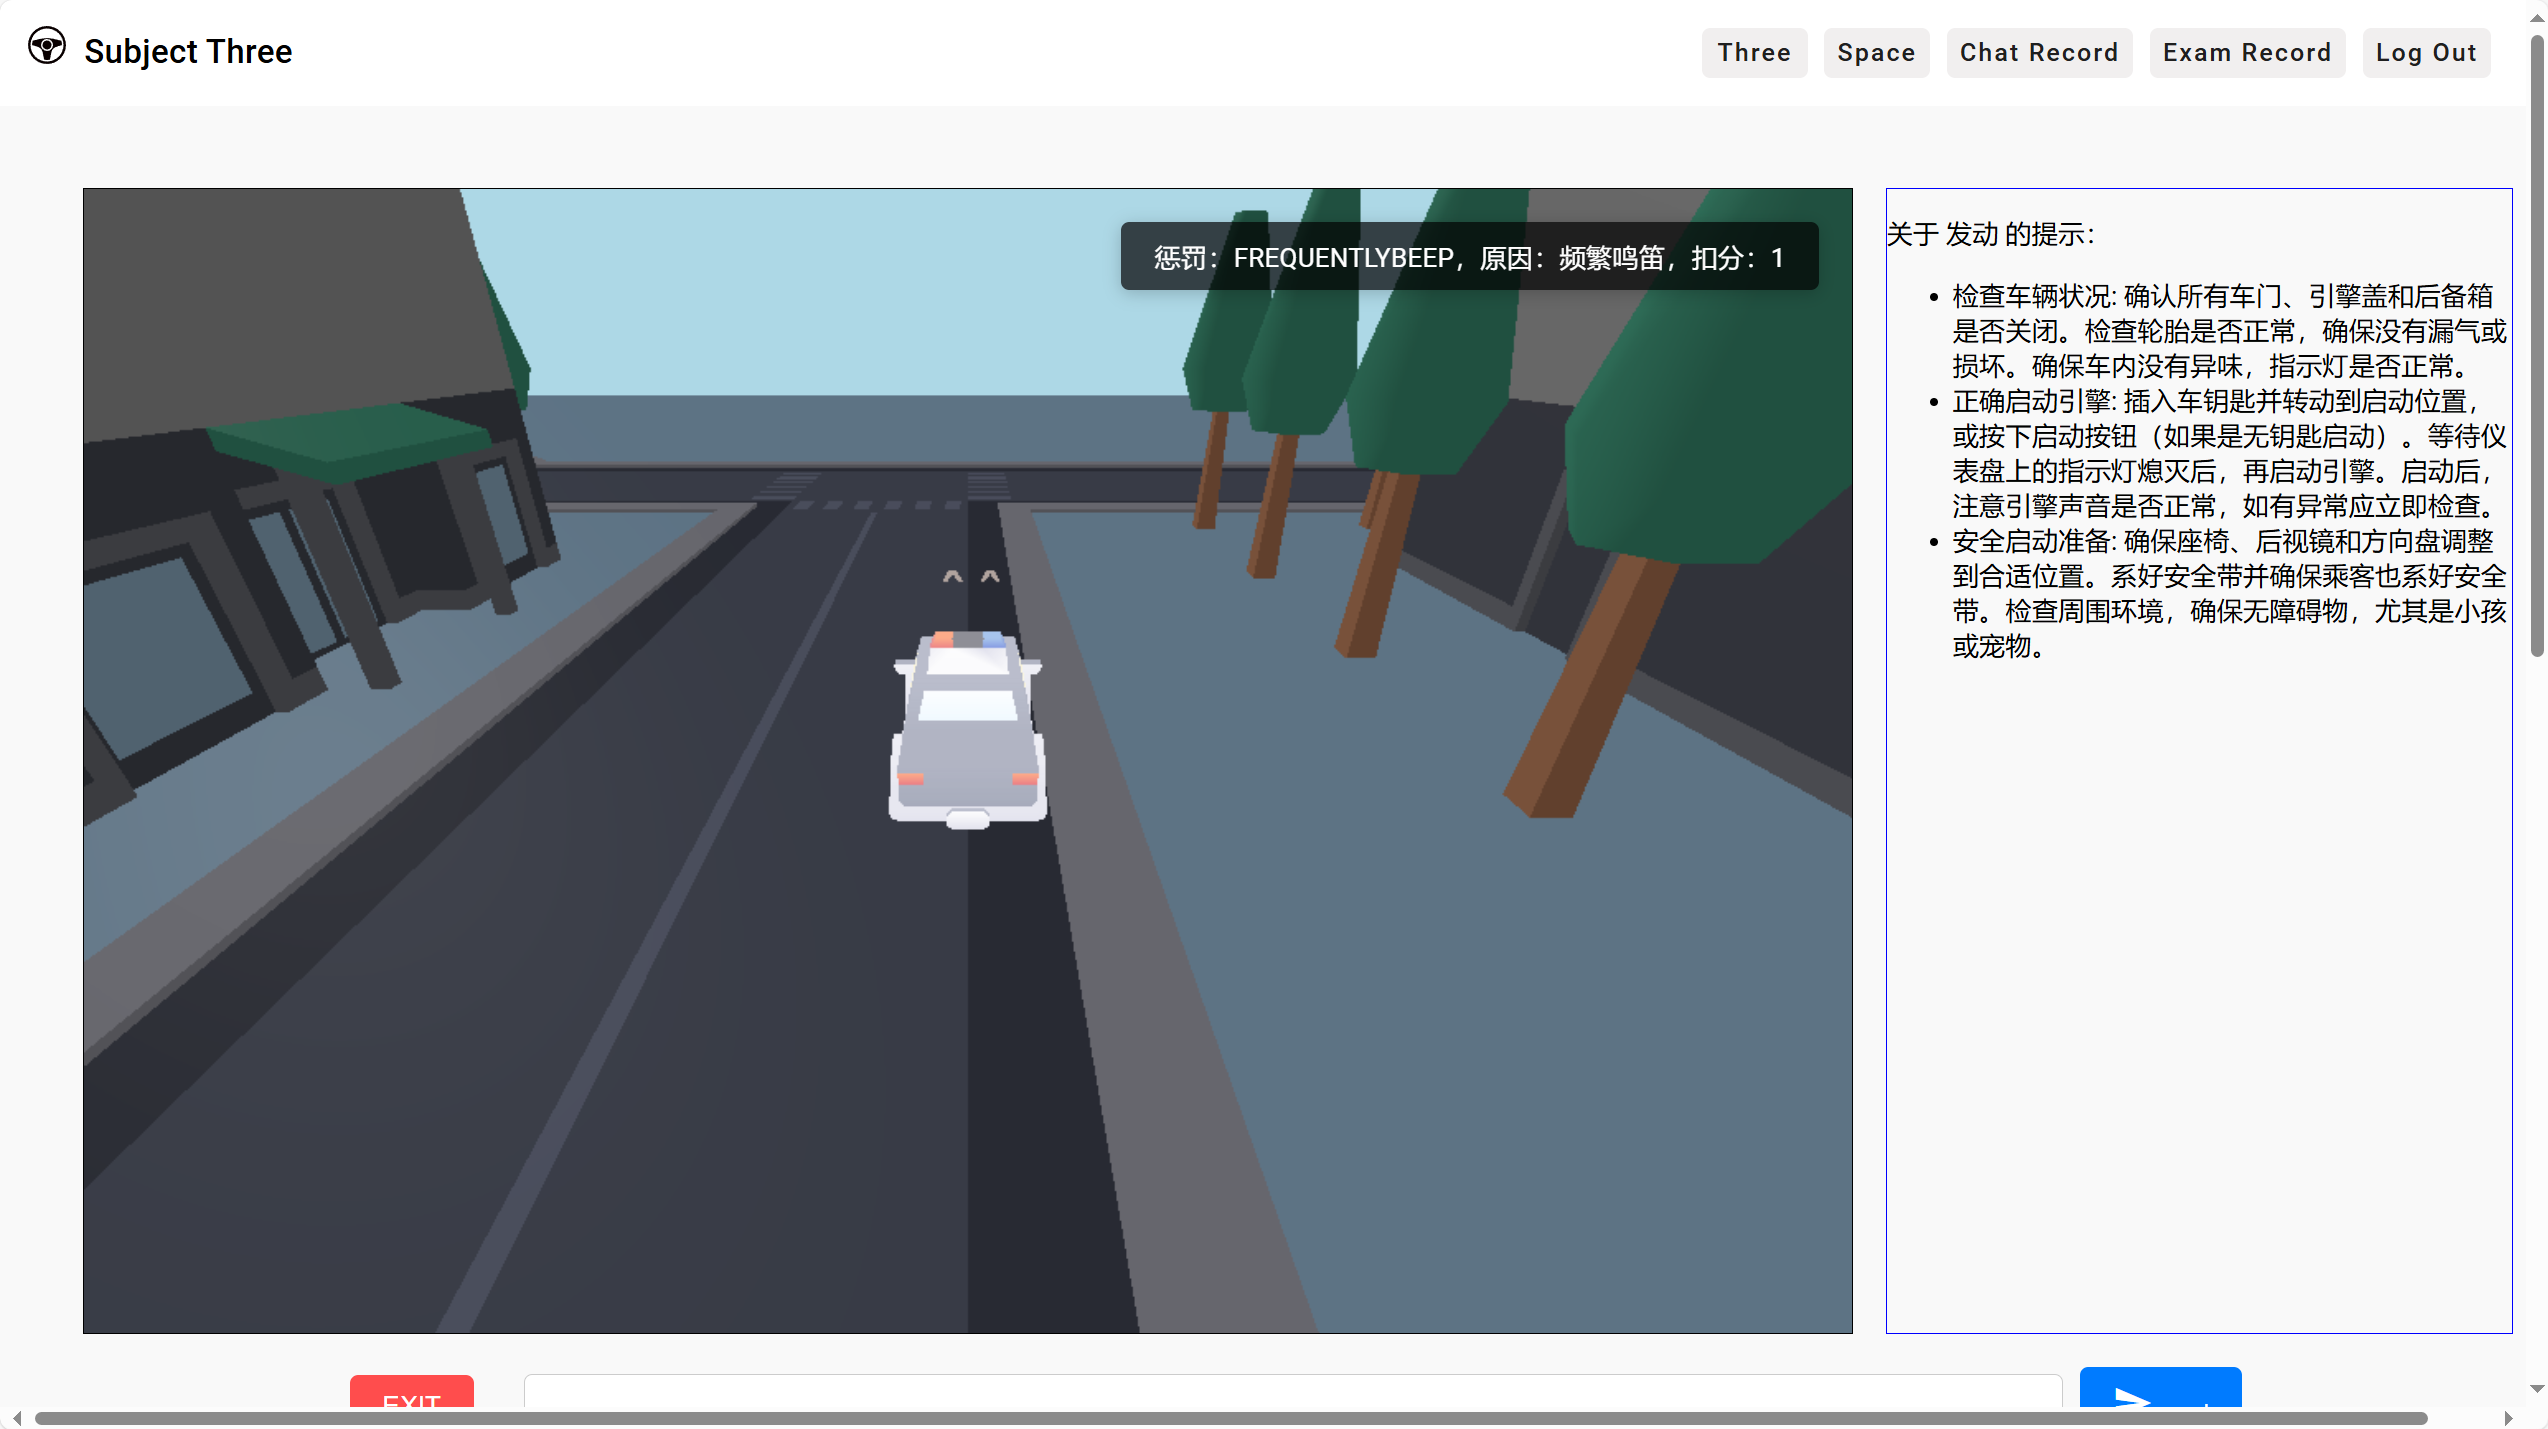 Subject Three
Three
Space
Chat Record
Exam Record
Log Out
惩罚：FREQUENTLYBEEP，原因：频繁鸣笛，扣分：1
关于 发动 的提示：
• 检查车辆状况: 确认所有车门、引擎盖和后备箱
是否关闭。检查轮胎是否正常，确保没有漏气或
损坏。确保车内没有异味，指示灯是否正常。
• 正确启动引擎: 插入车钥匙并转动到启动位置，
或按下启动按钮（如果是无钥匙启动）。等待仪
表盘上的指示灯熄灭后，再启动引擎。启动后，
注意引擎声音是否正常，如有异常应立即检查。
• 安全启动准备: 确保座椅、后视镜和方向盘调整
到合适位置。系好安全带并确保乘客也系好安全
带。检查周围环境，确保无障碍物，尤其是小孩
或宠物。
EXIT